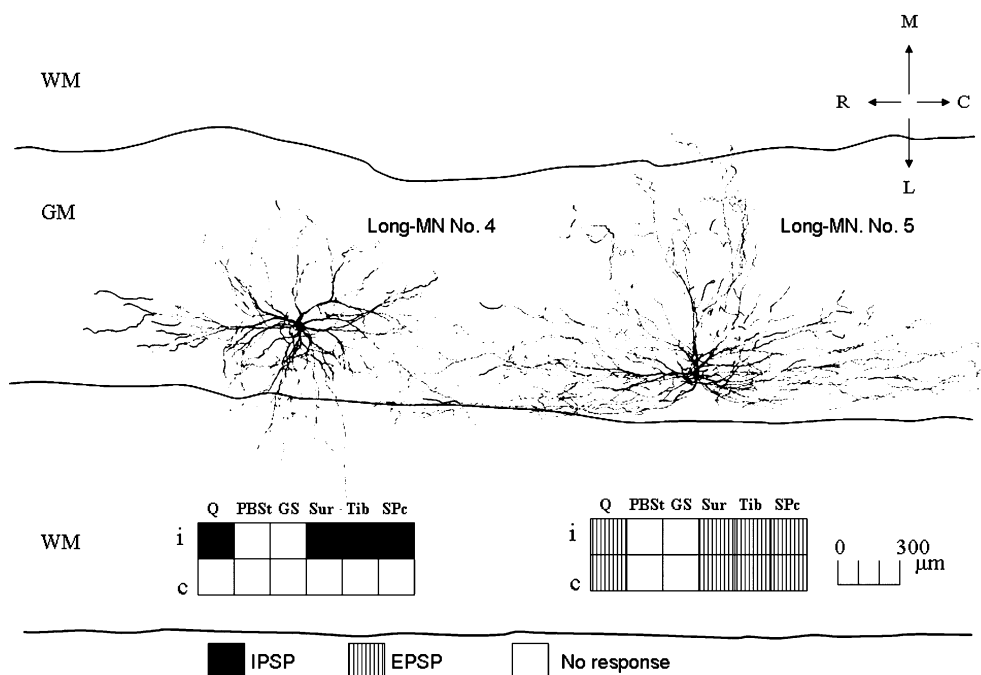 M
WM
R C
L
GM
Long-MN No. 4
Long-MN. No. 5
Q PBSt GS Sur Tib SPc
i
c
Q PBSt GS Sur Tib SPc
i
c
WM
0 300
μm
IPSP EPSP No response